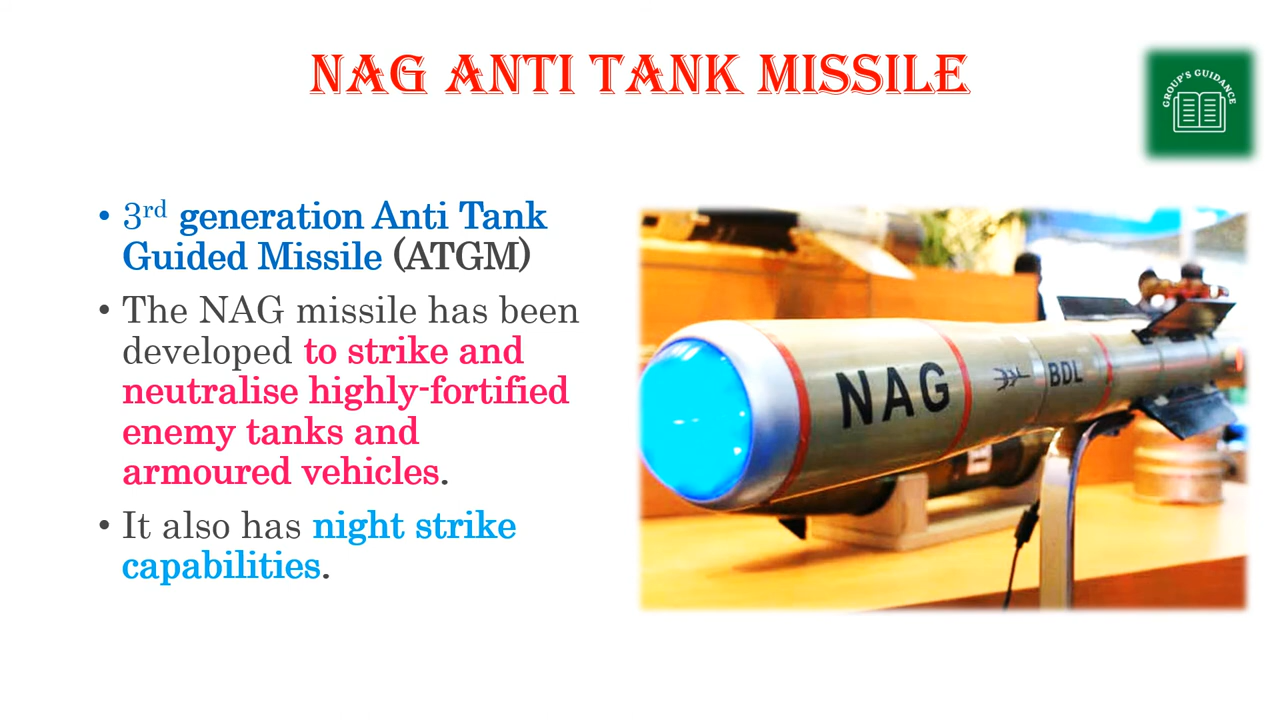 NAG ANTI TANK MISSILE
GROUP'S GUIDANCE
• 3rd generation Anti Tank
Guided Missile (ATGM)
• The NAG missile has been
developed to strike and
neutralise highly-fortified
enemy tanks and
armoured vehicles.
• It also has night strike
capabilities.
NAG
BDL